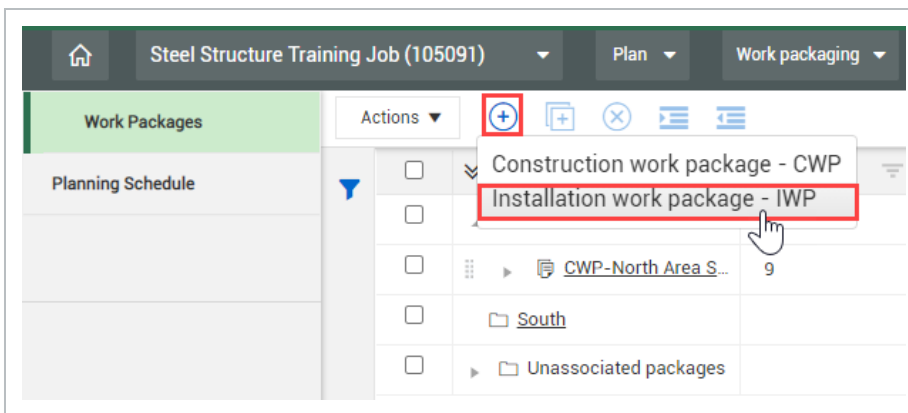 Steel Structure Training Job (105091) Plan Work packaging
Work Packages
Actions
Construction work package - CWP
Planning Schedule
Installation work package - IWP
CWP-North Area S... 9
South
Unassociated packages